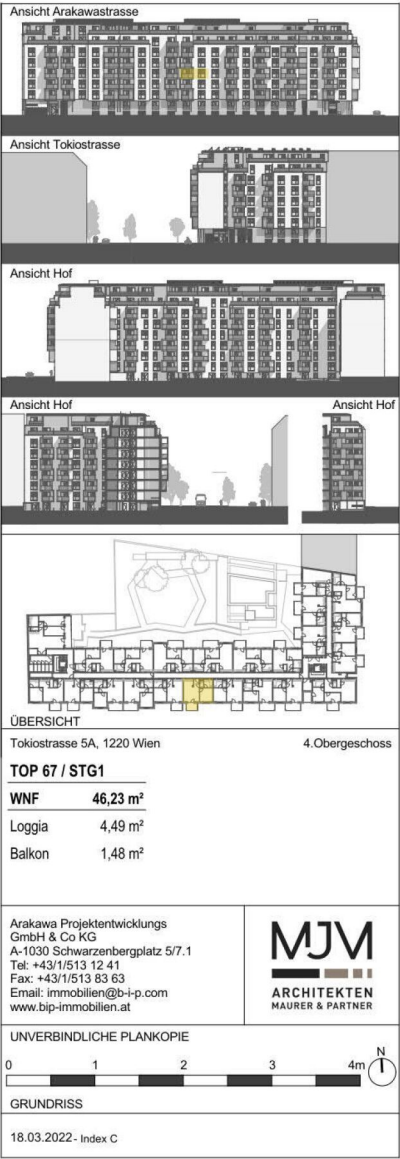 Ansicht Arakawastrasse
Ansicht Tokiostrasse
Ansicht Hof
Ansicht Hof Ansicht Hof
ÜBERSICHT
Tokiostrasse 5A, 1220 Wien 4.Obergeschoss
TOP 67 / STG1
WNF 46,23 m²
Loggia 4,49 m²
Balkon 1,48 m²
Arakawa Projektentwicklungs
GmbH & Co KG
A-1030 Schwarzenbergplatz 5/7.1
Tel: +43/1/513 12 41
Fax: +43/1/513 83 63
Email: immobilien@b-i-p.com
www.bip-immobilien.at
MJM
ARCHITEKTEN
MAURER & PARTNER
UNVERBINDLICHE PLANKOPIE
0 1 2 3 4m N
GRUNDRISS
18.03.2022 - Index C